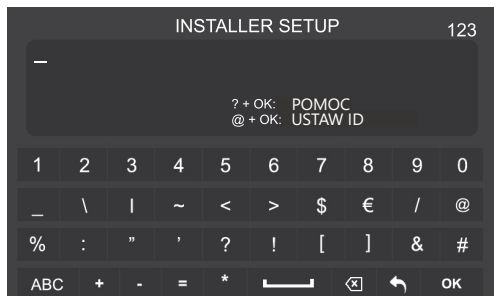 INSTALLER SETUP 123
_
? + OK: POMOC
@ + OK: USTAW ID
1 2 3 4 5 6 7 8 9 0
_ \ | ~ < > $ € / @
% : ” ’ ? ! [ ] & #
ABC + - = * OK